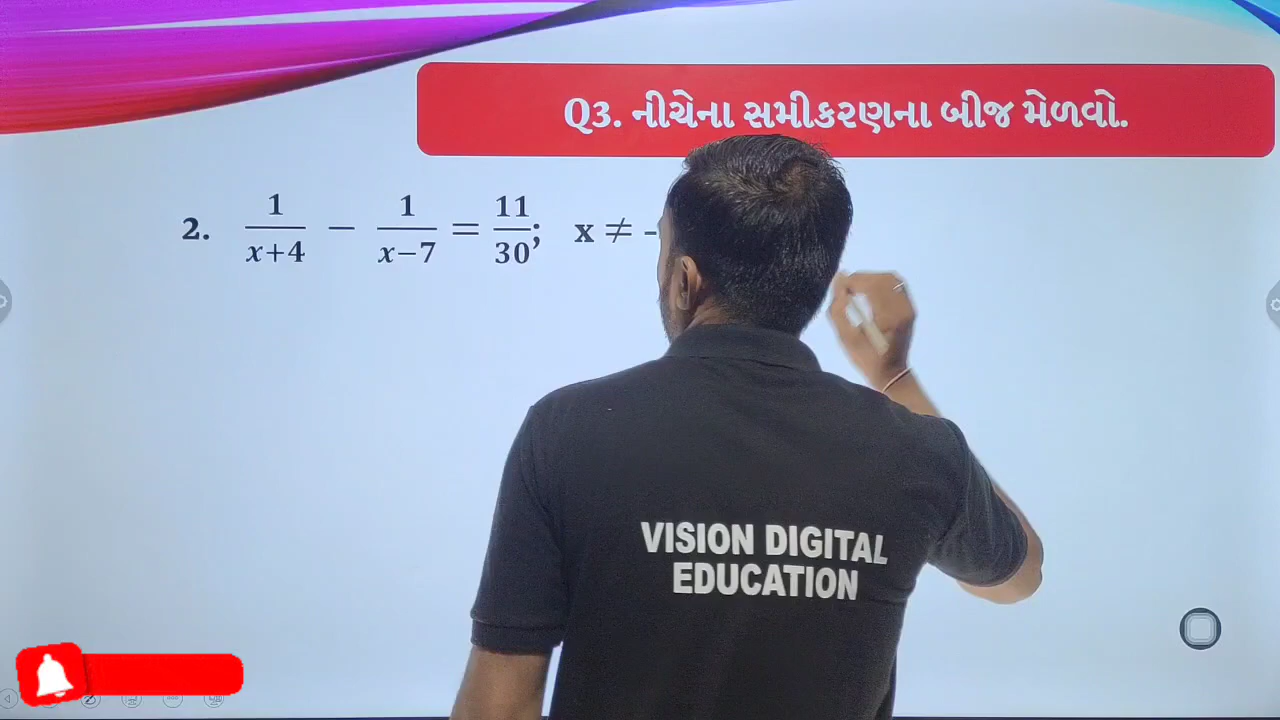 Q3. નીચેના સમીકરણના બીજ મેળવો.
2. 1/(x+4) − 1/(x−7) = 11/30; x ≠ -
VISION DIGITAL
EDUCATION